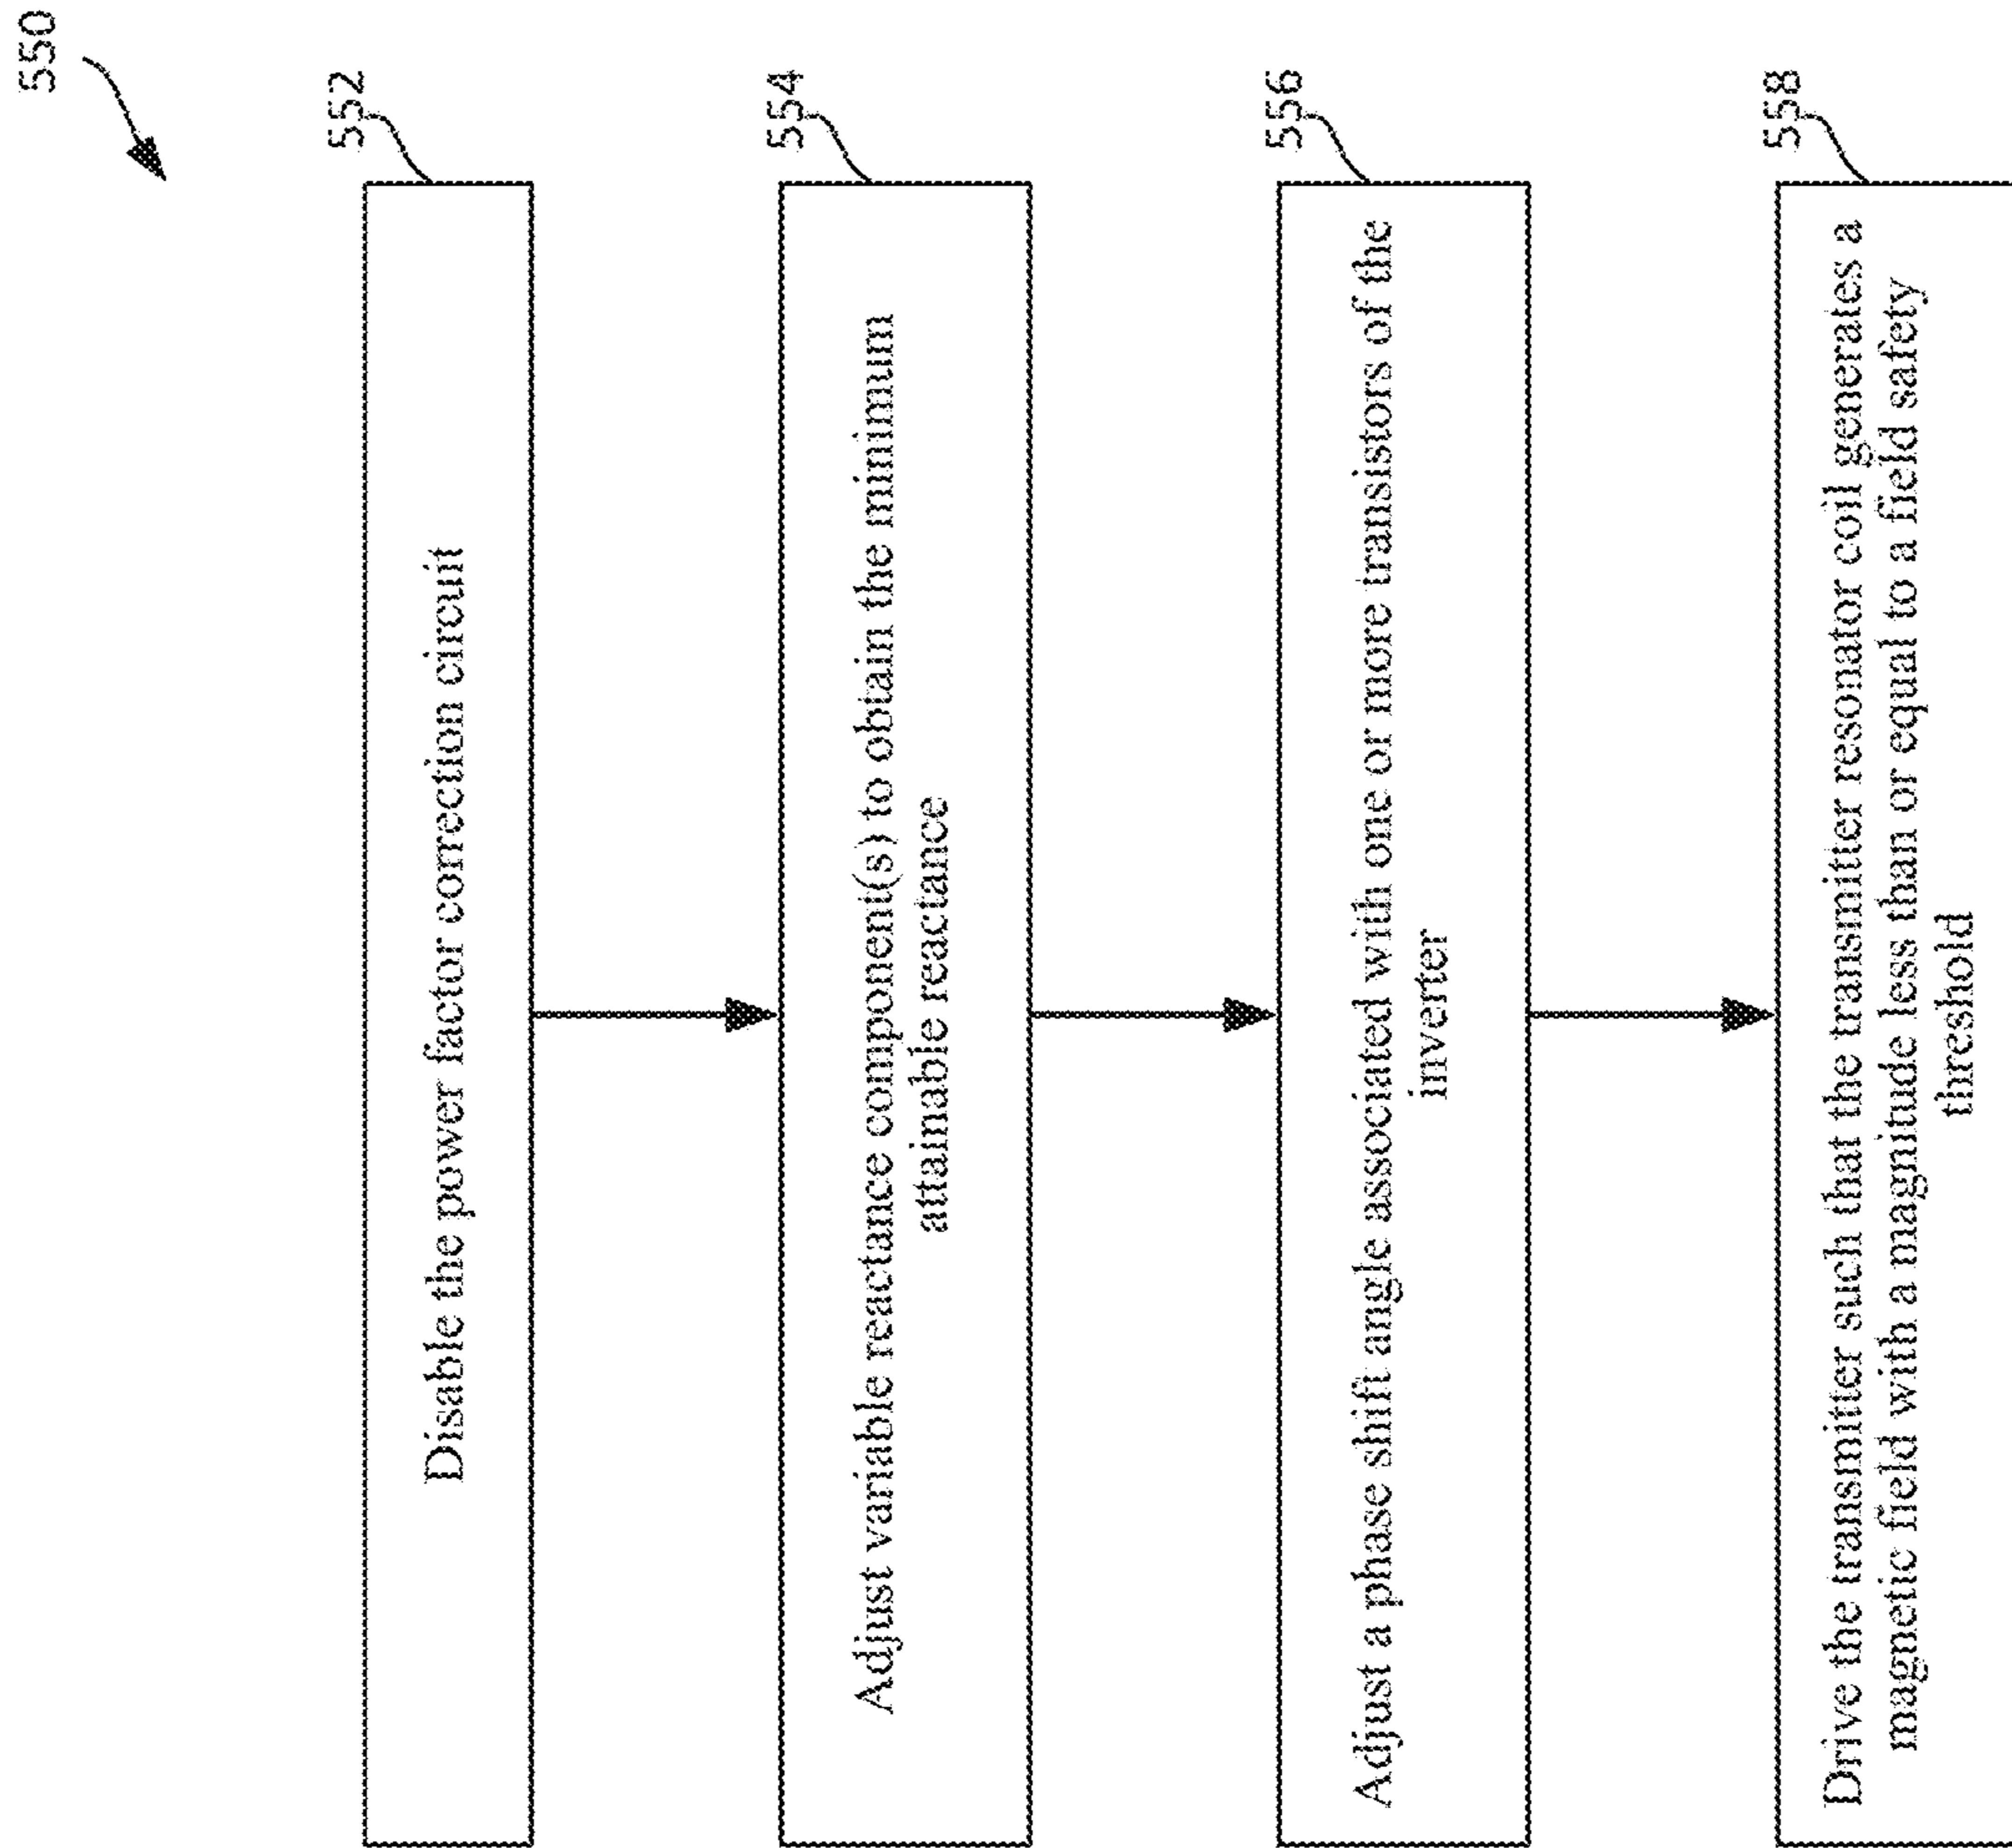 550
552
Disable the power factor correction circuit
554
Adjust variable reactance component(s) to obtain the minimum
attainable reactance
556
Adjust a phase shift angle associated with one or more transistors of the
inverter
558
Drive the transmitter such that the transmitter resonator coil generates a
magnetic field with a magnitude less than or equal to a field safety
threshold